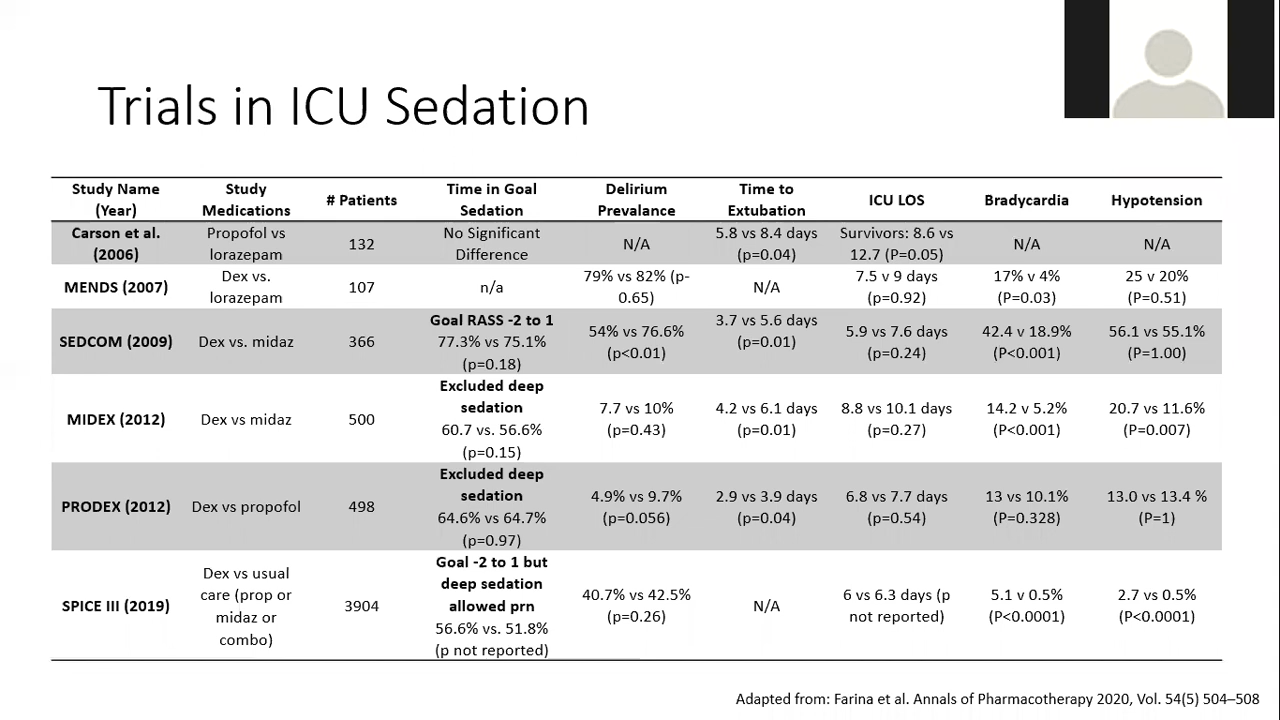 Trials in ICU Sedation
Study Name (Year) Study Medications # Patients Time in Goal Sedation Delirium Prevalance Time to Extubation ICU LOS Bradycardia Hypotension
Carson et al. (2006) Propofol vs lorazepam 132 No Significant Difference N/A 5.8 vs 8.4 days (p=0.04) Survivors: 8.6 vs 12.7 (P=0.05) N/A N/A
MENDS (2007) Dex vs. lorazepam 107 n/a 79% vs 82% (p-0.65) N/A 7.5 v 9 days (p=0.92) 17% v 4% (P=0.03) 25 v 20% (P=0.51)
SEDCOM (2009) Dex vs. midaz 366 Goal RASS -2 to 1 77.3% vs 75.1% (p=0.18) 54% vs 76.6% (p<0.01) 3.7 vs 5.6 days (p=0.01) 5.9 vs 7.6 days (p=0.24) 42.4 v 18.9% (P<0.001) 56.1 vs 55.1% (P=1.00)
MIDEX (2012) Dex vs midaz 500 Excluded deep sedation 60.7 vs. 56.6% (p=0.15) 7.7 vs 10% (p=0.43) 4.2 vs 6.1 days (p=0.01) 8.8 vs 10.1 days (p=0.27) 14.2 v 5.2% (P<0.001) 20.7 vs 11.6% (P=0.007)
PRODEX (2012) Dex vs propofol 498 Excluded deep sedation 64.6% vs 64.7% (p=0.97) 4.9% vs 9.7% (p=0.056) 2.9 vs 3.9 days (p=0.04) 6.8 vs 7.7 days (p=0.54) 13 vs 10.1% (P=0.328) 13.0 vs 13.4 % (P=1)
SPICE III (2019) Dex vs usual care (prop or midaz or combo) 3904 Goal -2 to 1 but deep sedation allowed prn 56.6% vs. 51.8% (p not reported) 40.7% vs 42.5% (p=0.26) N/A 6 vs 6.3 days (p not reported) 5.1 v 0.5% (P<0.0001) 2.7 vs 0.5% (P<0.0001)
Adapted from: Farina et al. Annals of Pharmacotherapy 2020, Vol. 54(5) 504–508